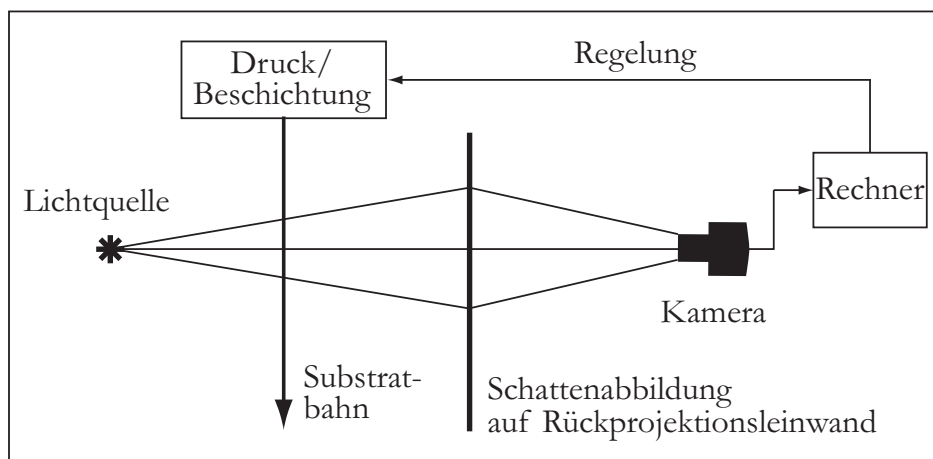 Druck/
Beschichtung
Regelung
Rechner
Lichtquelle
Kamera
Substrat-
bahn
Schattenabbildung
auf Rückprojektionsleinwand